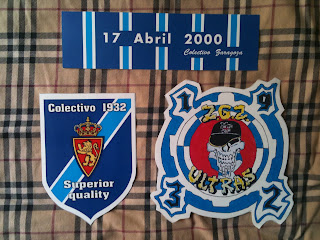 17 Abril 2000
Colectivo Zaragoza
Colectivo 1932
Superior
quality
1 9
ZGZ
ULTRAS
3 2